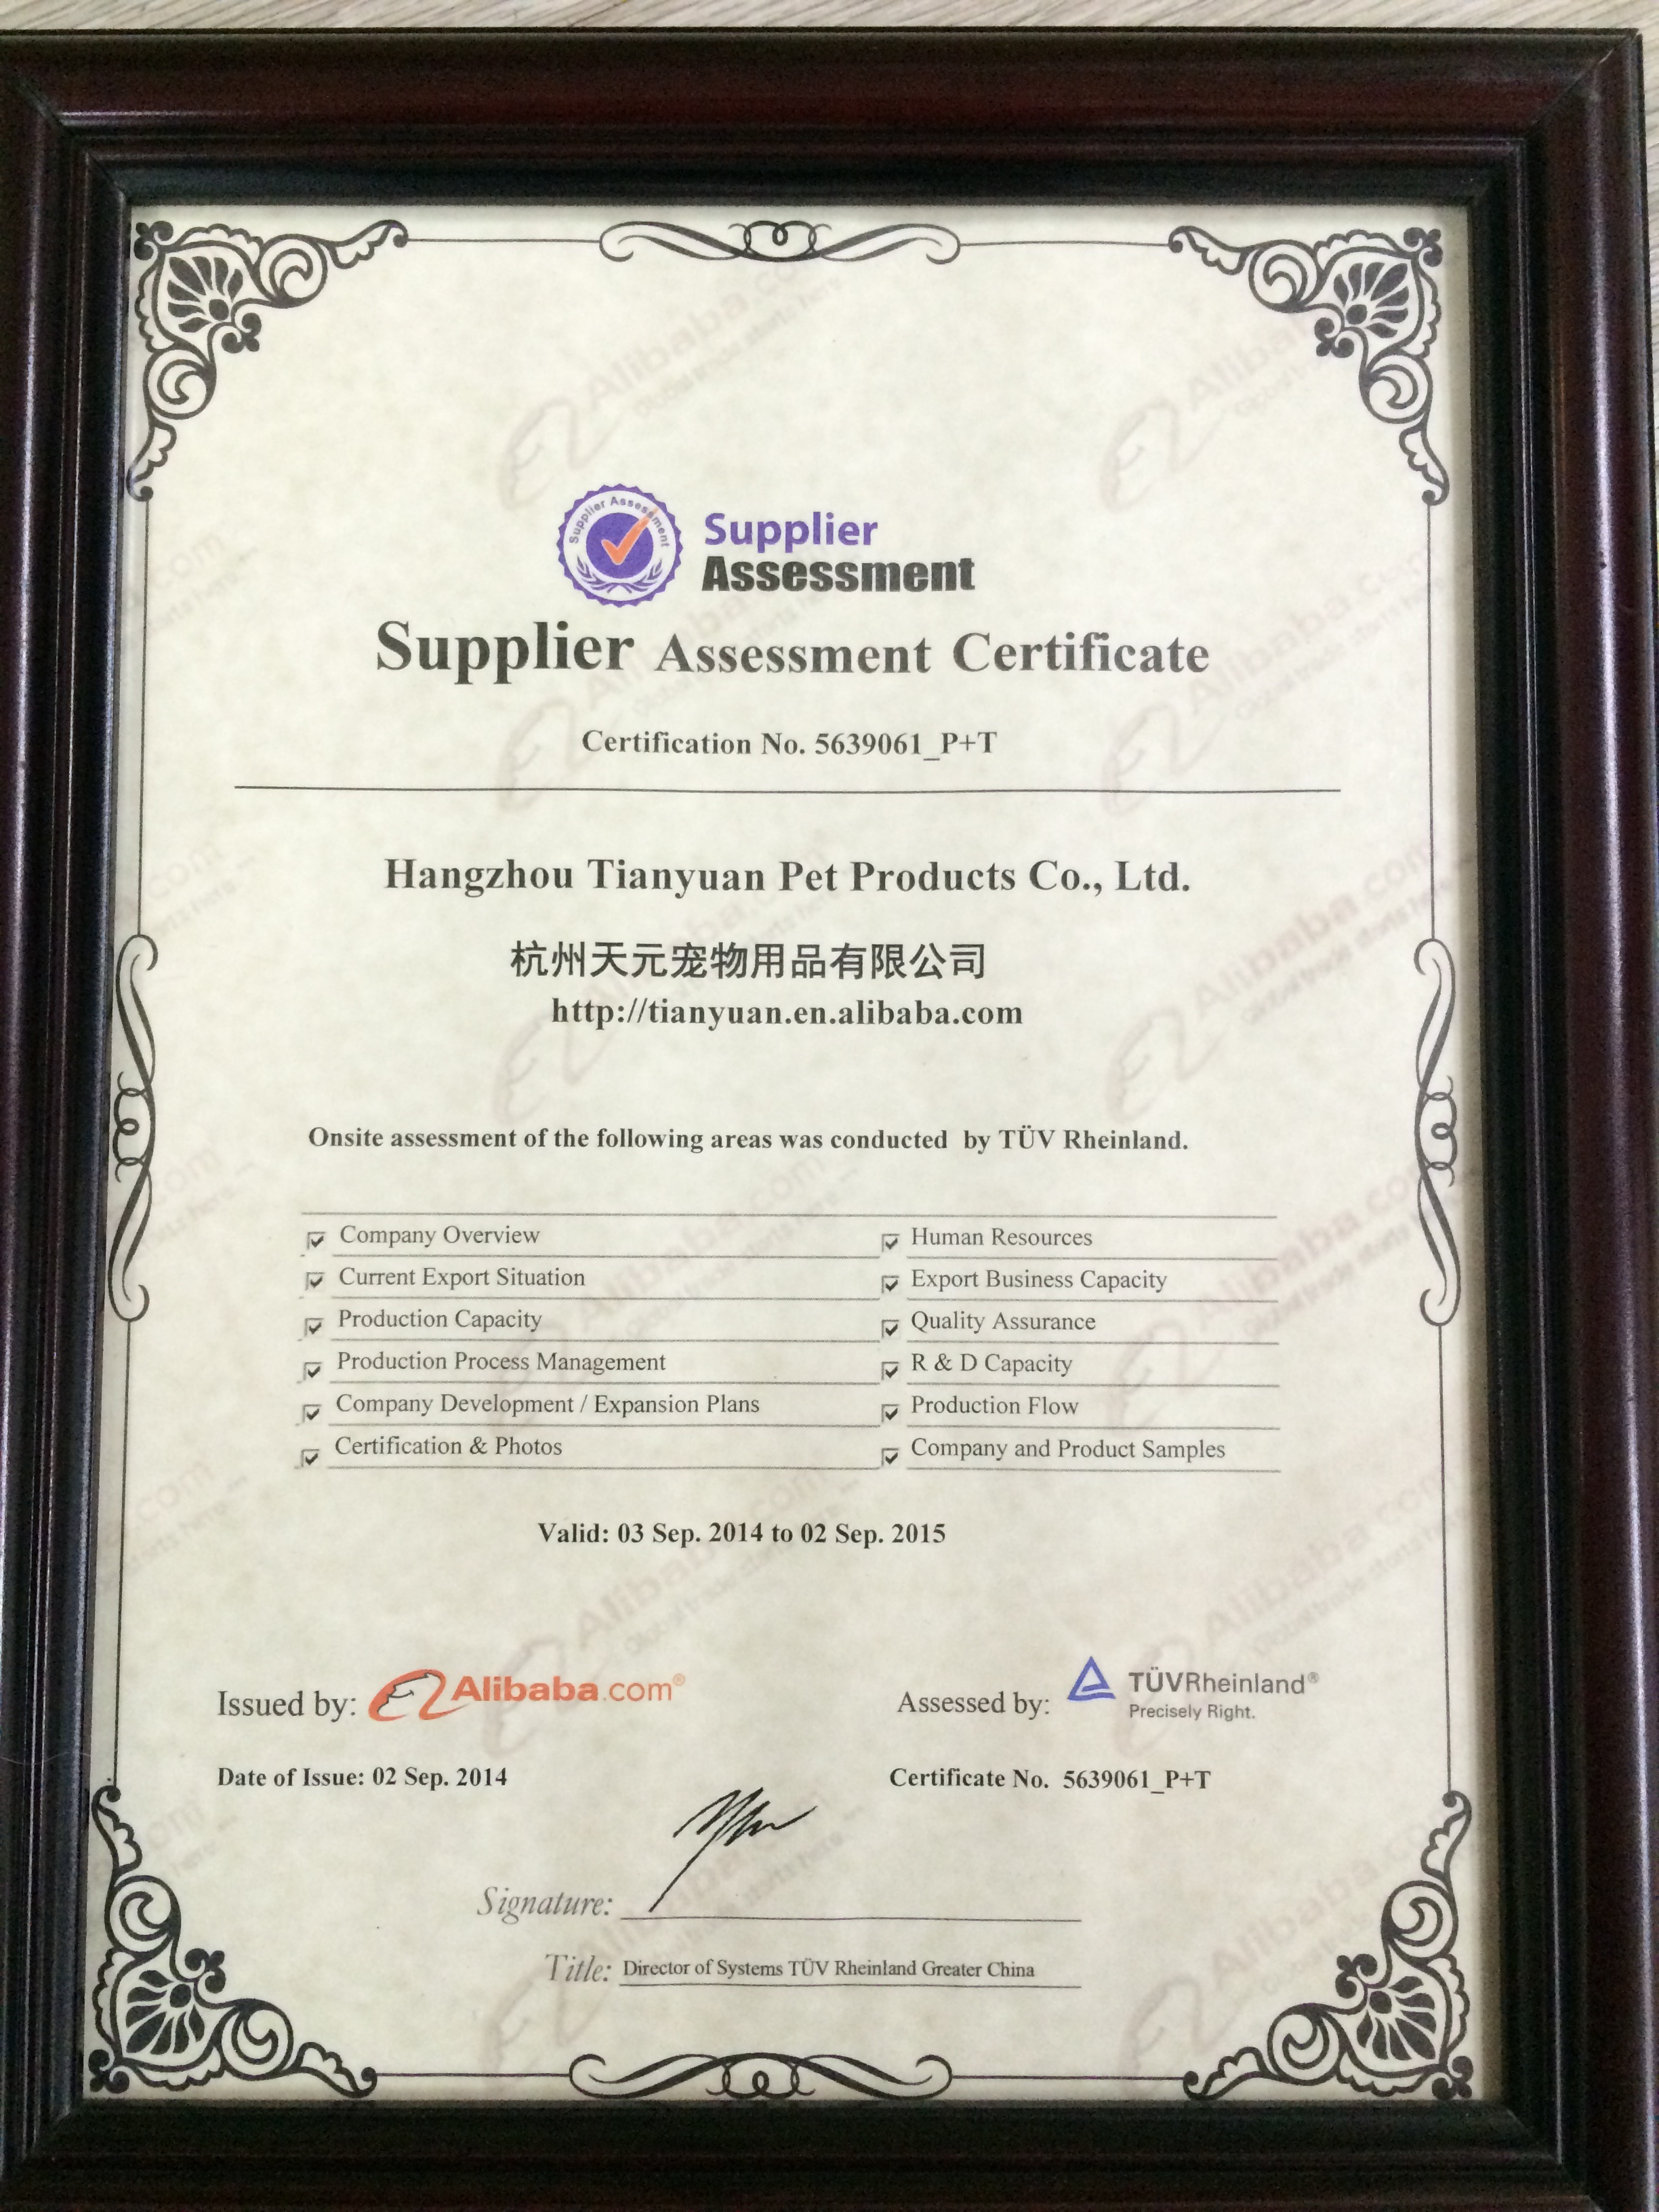 Supplier Assessment
Supplier
Assessment
Supplier Assessment Certificate
Certification No. 5639061_P+T
Hangzhou Tianyuan Pet Products Co., Ltd.
杭州天元宠物用品有限公司
http://tianyuan.en.alibaba.com
Onsite assessment of the following areas was conducted by TÜV Rheinland.
Company Overview
Human Resources
Current Export Situation
Export Business Capacity
Production Capacity
Quality Assurance
Production Process Management
R & D Capacity
Company Development / Expansion Plans
Production Flow
Certification & Photos
Company and Product Samples
Valid: 03 Sep. 2014 to 02 Sep. 2015
Issued by: Alibaba.com®
Assessed by: TÜVRheinland®
Precisely Right.
Date of Issue: 02 Sep. 2014
Certificate No. 5639061_P+T
Signature:
Title: Director of Systems TÜV Rheinland Greater China